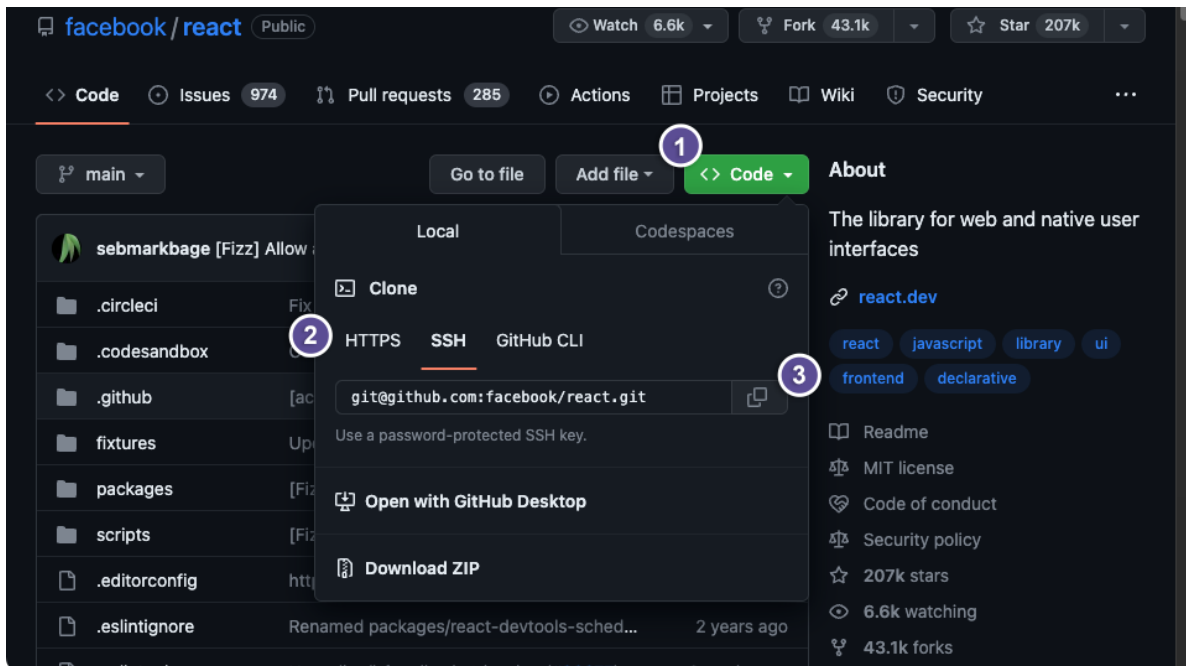 facebook / react Public Watch 6.6k Fork 43.1k Star 207k
Code Issues 974 Pull requests 285 Actions Projects Wiki Security ...
1
main Go to file Add file <> Code
Local Codespaces
Clone
2 HTTPS SSH GitHub CLI
git@github.com:facebook/react.git 3
Use a password-protected SSH key.
Open with GitHub Desktop
Download ZIP
sebmarkbage [Fizz] Allow
.circleci Fix
.codesandbox
.github [ac
fixtures Up
packages [Fiz
scripts [Fiz
.editorconfig htt
.eslintignore Renamed packages/react-devtools-sched... 2 years ago
About
The library for web and native user
interfaces
react.dev
react javascript library ui
frontend declarative
Readme
MIT license
Code of conduct
Security policy
207k stars
6.6k watching
43.1k forks